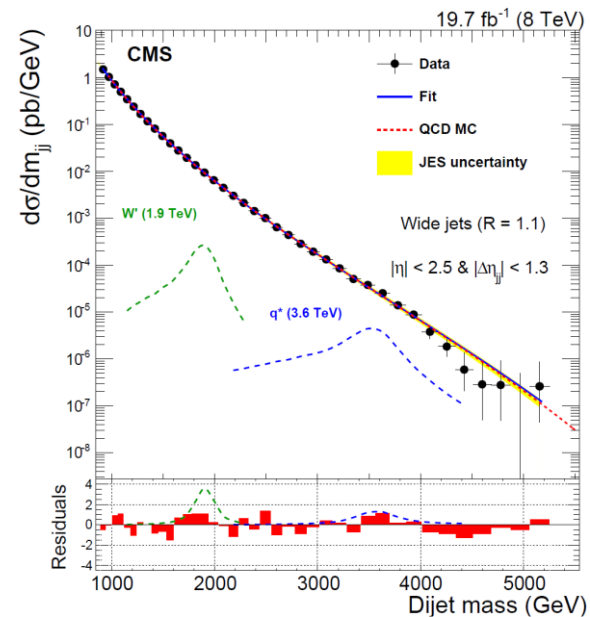 19.7 fb⁻¹ (8 TeV)
dσ/dm_jj (pb/GeV)
10
1
10⁻¹
10⁻²
10⁻³
10⁻⁴
10⁻⁵
10⁻⁶
10⁻⁷
10⁻⁸
CMS
Data
Fit
QCD MC
JES uncertainty
W' (1.9 TeV)
Wide jets (R = 1.1)
|η| < 2.5 & |Δη_jj| < 1.3
q* (3.6 TeV)
Residuals
4
2
0
-2
-4
1000 2000 3000 4000 5000
Dijet mass (GeV)